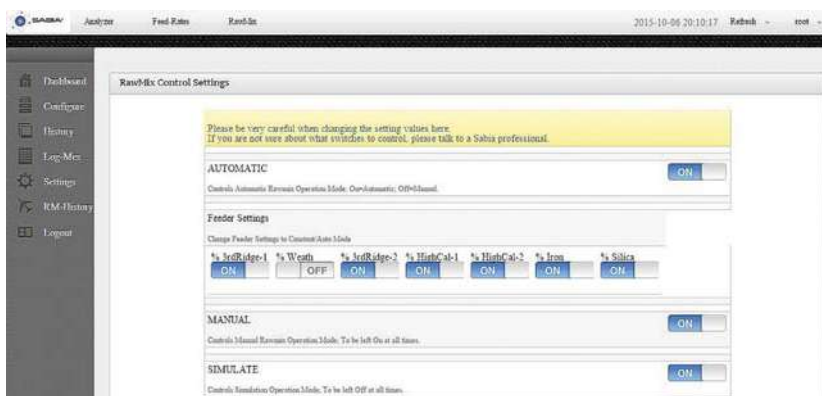 SABIA Analyzer Feed-Rates RawMix 2015-10-06 20:10:17 Refresh root
Dashboard
Configure
History
Log-Mex
Settings
RM-History
Logout
RawMix Control Settings
Please be very careful when changing the setting values here.
If you are not sure about what switches to control, please talk to a Sabia professional.
AUTOMATIC ON
Controls Automatic Rawmix Operation Mode; On=Automatic; Off=Manual.
Feeder Settings
Change Feeder Settings to Constant/Auto Mode
% 3rdRidge-1 % Weath % 3rdRidge-2 % HighCal-1 % HighCal-2 % Iron % Silica
ON OFF ON ON ON ON ON
MANUAL ON
Controls Manual Rawmix Operation Mode; To be left On at all times.
SIMULATE ON
Controls Simulation Operation Mode; To be left Off at all times.